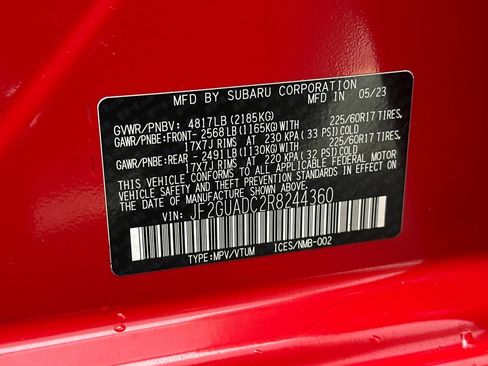 MFD BY SUBARU CORPORATION MFD IN 05/23
GVWR/PNBV: 4817LB(2185KG)
GAWR/PNBE:FRONT- 2568LB(1165KG)WITH 225/60R17 TIRES,
17X7J RIMS AT 230 KPA(33 PSI)COLD
GAWR/PNBE:REAR - 2491LB(1130KG)WITH 225/60R17 TIRES,
17X7J RIMS AT 220 KPA(32 PSI)COLD
THIS VEHICLE CONFORMS TO ALL APPLICABLE FEDERAL MOTOR
VEHICLE SAFETY STANDARDS IN EFFECT ON THE
DATE OF MANUFACTURE SHOWN ABOVE.
VIN: JF2GUADC2R8244360
TYPE:MPV/VTUM ICES/NMB-002